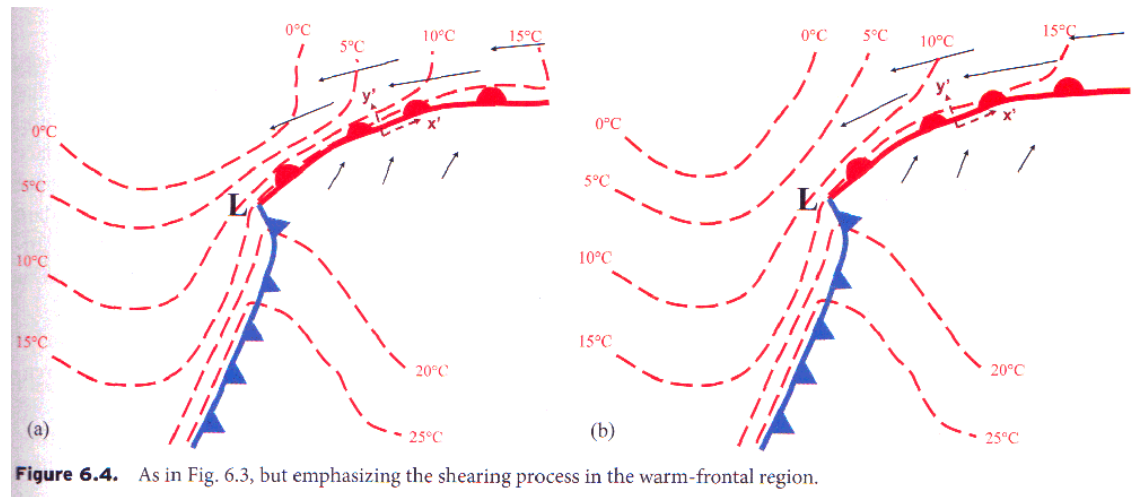 0°C
5°C
10°C
15°C
0°C
5°C
10°C
15°C
y'
x'
L
20°C
25°C
(a)
0°C
5°C
10°C
15°C
0°C
5°C
10°C
15°C
y'
x'
L
20°C
25°C
(b)
Figure 6.4. As in Fig. 6.3, but emphasizing the shearing process in the warm-frontal region.